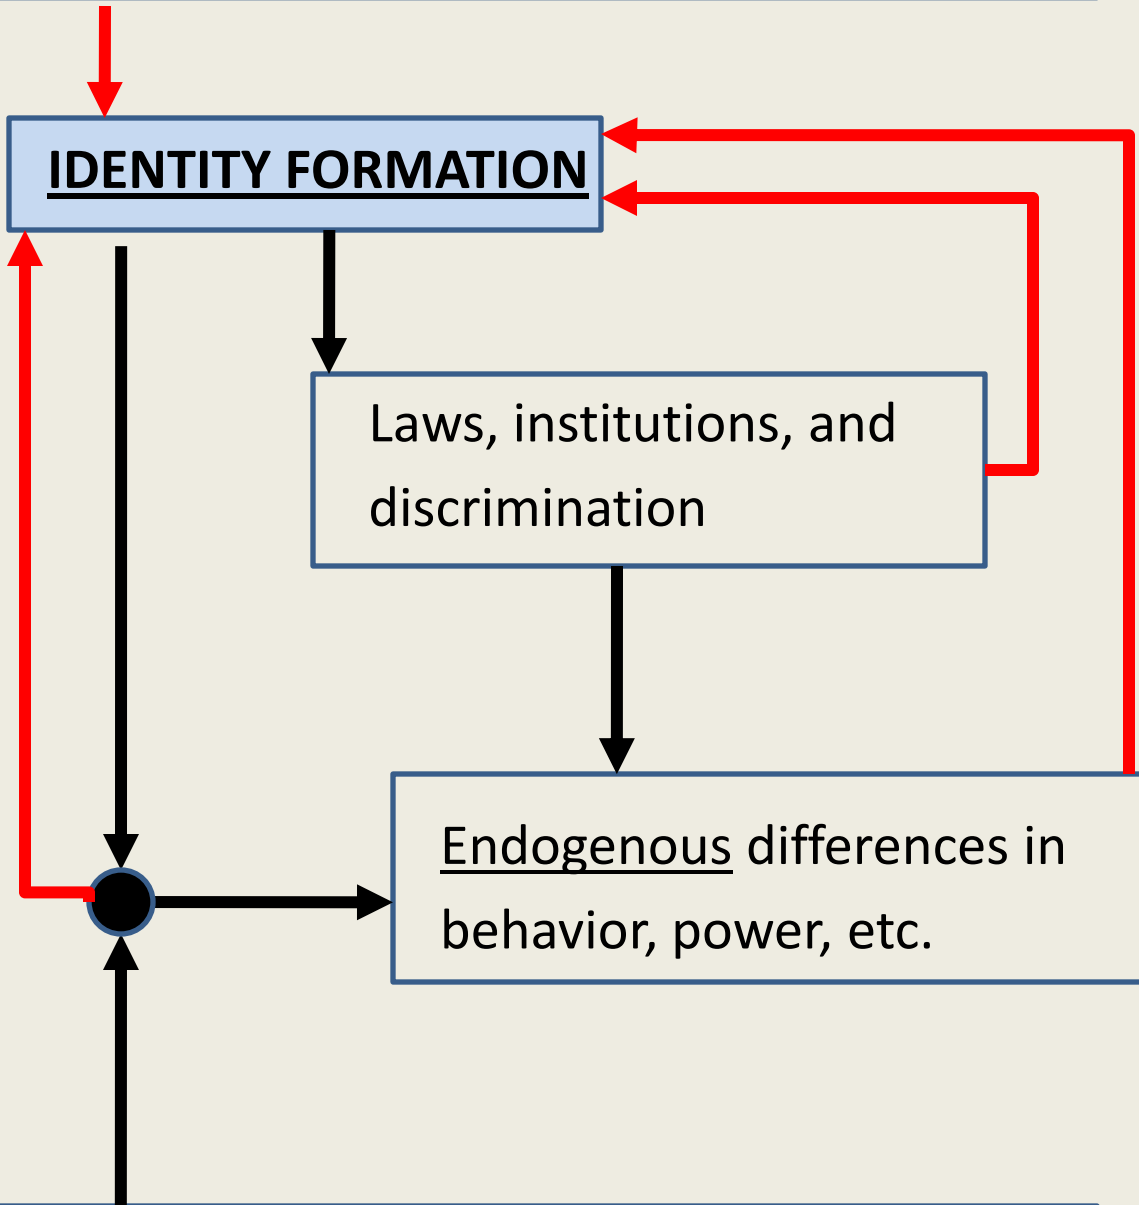 IDENTITY FORMATION
Laws, institutions, and
discrimination
Endogenous differences in
behavior, power, etc.